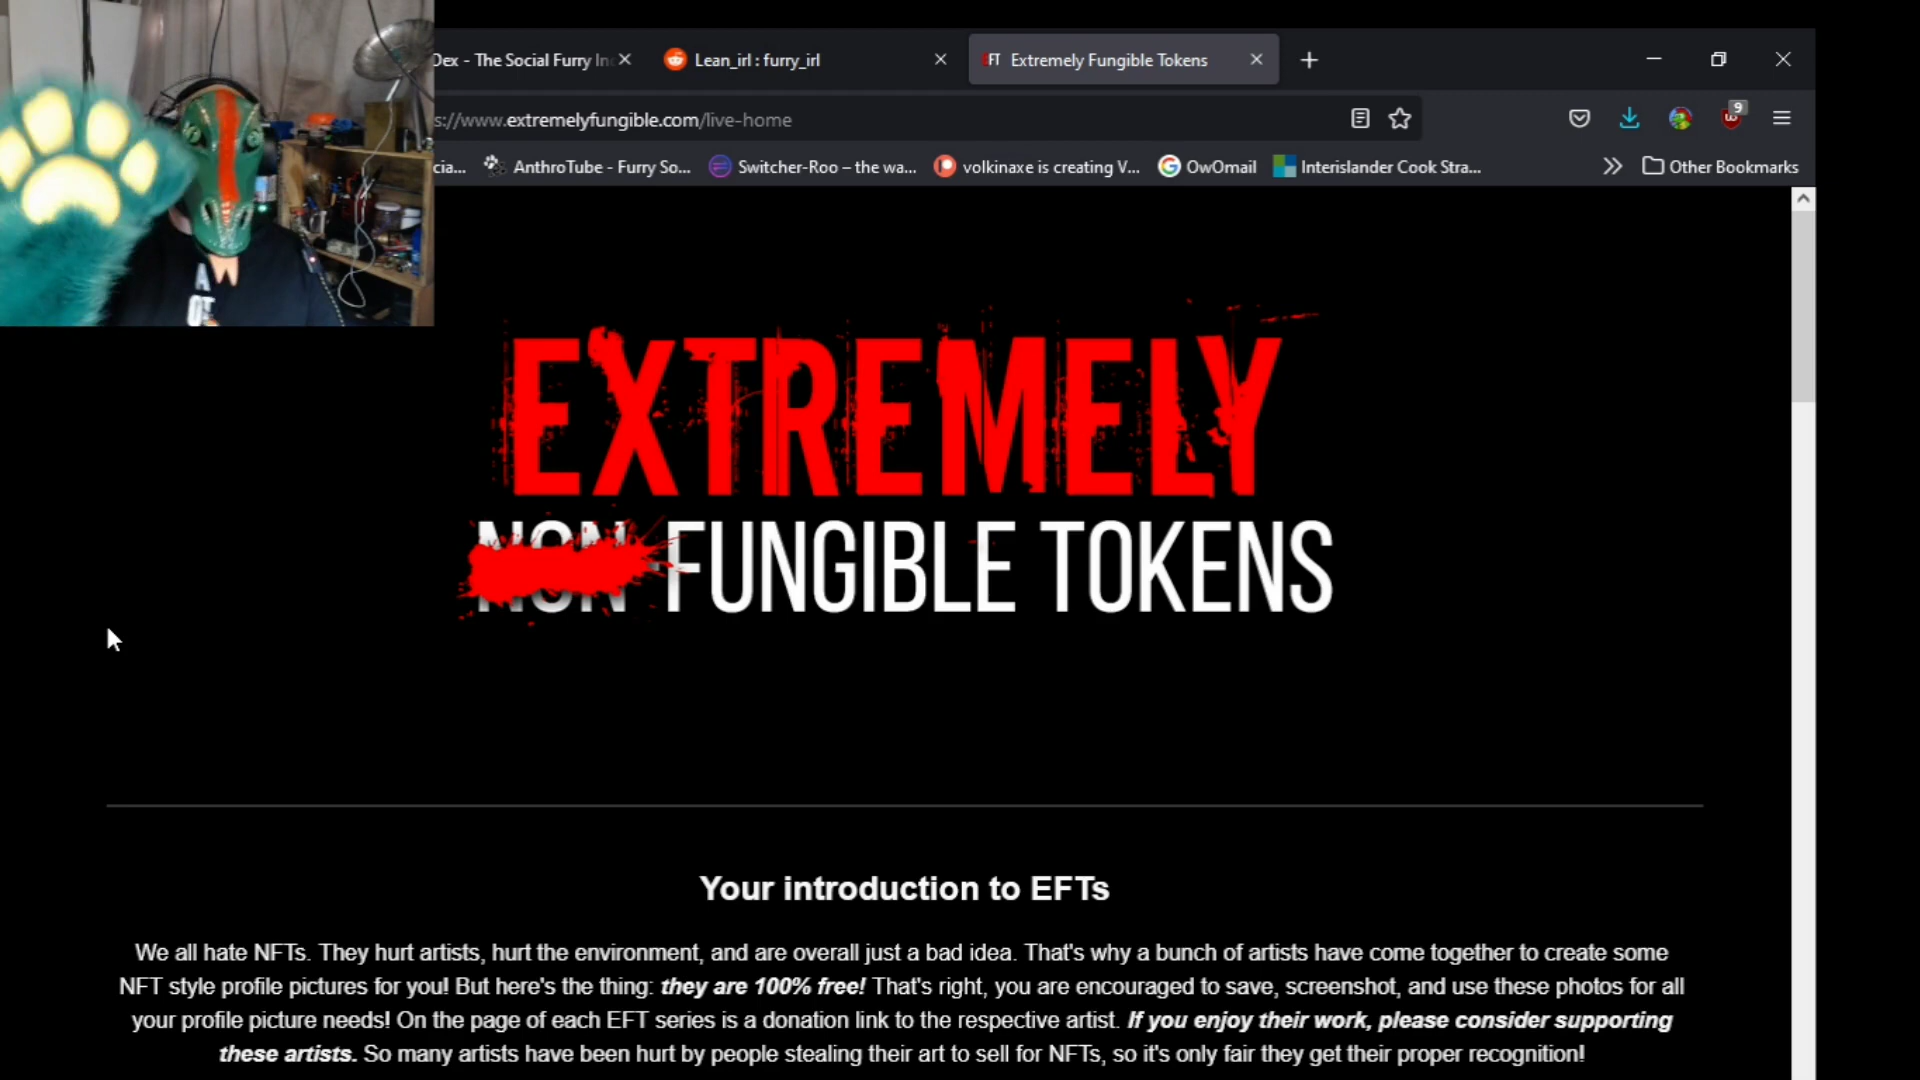 Dex - The Social Furry In
Lean_irl : furry_irl
FT Extremely Fungible Tokens
s://www.extremelyfungible.com/live-home
9
cia...
AnthroTube - Furry So...
Switcher-Roo – the wa...
volkinaxe is creating V...
OwOmail
Interislander Cook Stra...
Other Bookmarks
EXTREMELY
NON FUNGIBLE TOKENS
Your introduction to EFTs
We all hate NFTs. They hurt artists, hurt the environment, and are overall just a bad idea. That's why a bunch of artists have come together to create some
NFT style profile pictures for you! But here's the thing: they are 100% free! That's right, you are encouraged to save, screenshot, and use these photos for all
your profile picture needs! On the page of each EFT series is a donation link to the respective artist. If you enjoy their work, please consider supporting
these artists. So many artists have been hurt by people stealing their art to sell for NFTs, so it's only fair they get their proper recognition!